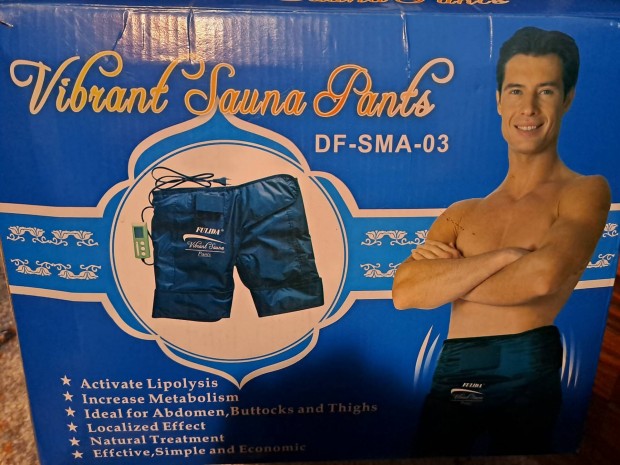 Vibrant Sauna Pants
DF-SMA-03
FULIDA
Vibrant Sauna
Pants
FULIDA
★ Activate Lipolysis
★ Increase Metabolism
★ Ideal for Abdomen,Buttocks and Thighs
★ Localized Effect
★ Natural Treatment
★ Effctive,Simple and Economic